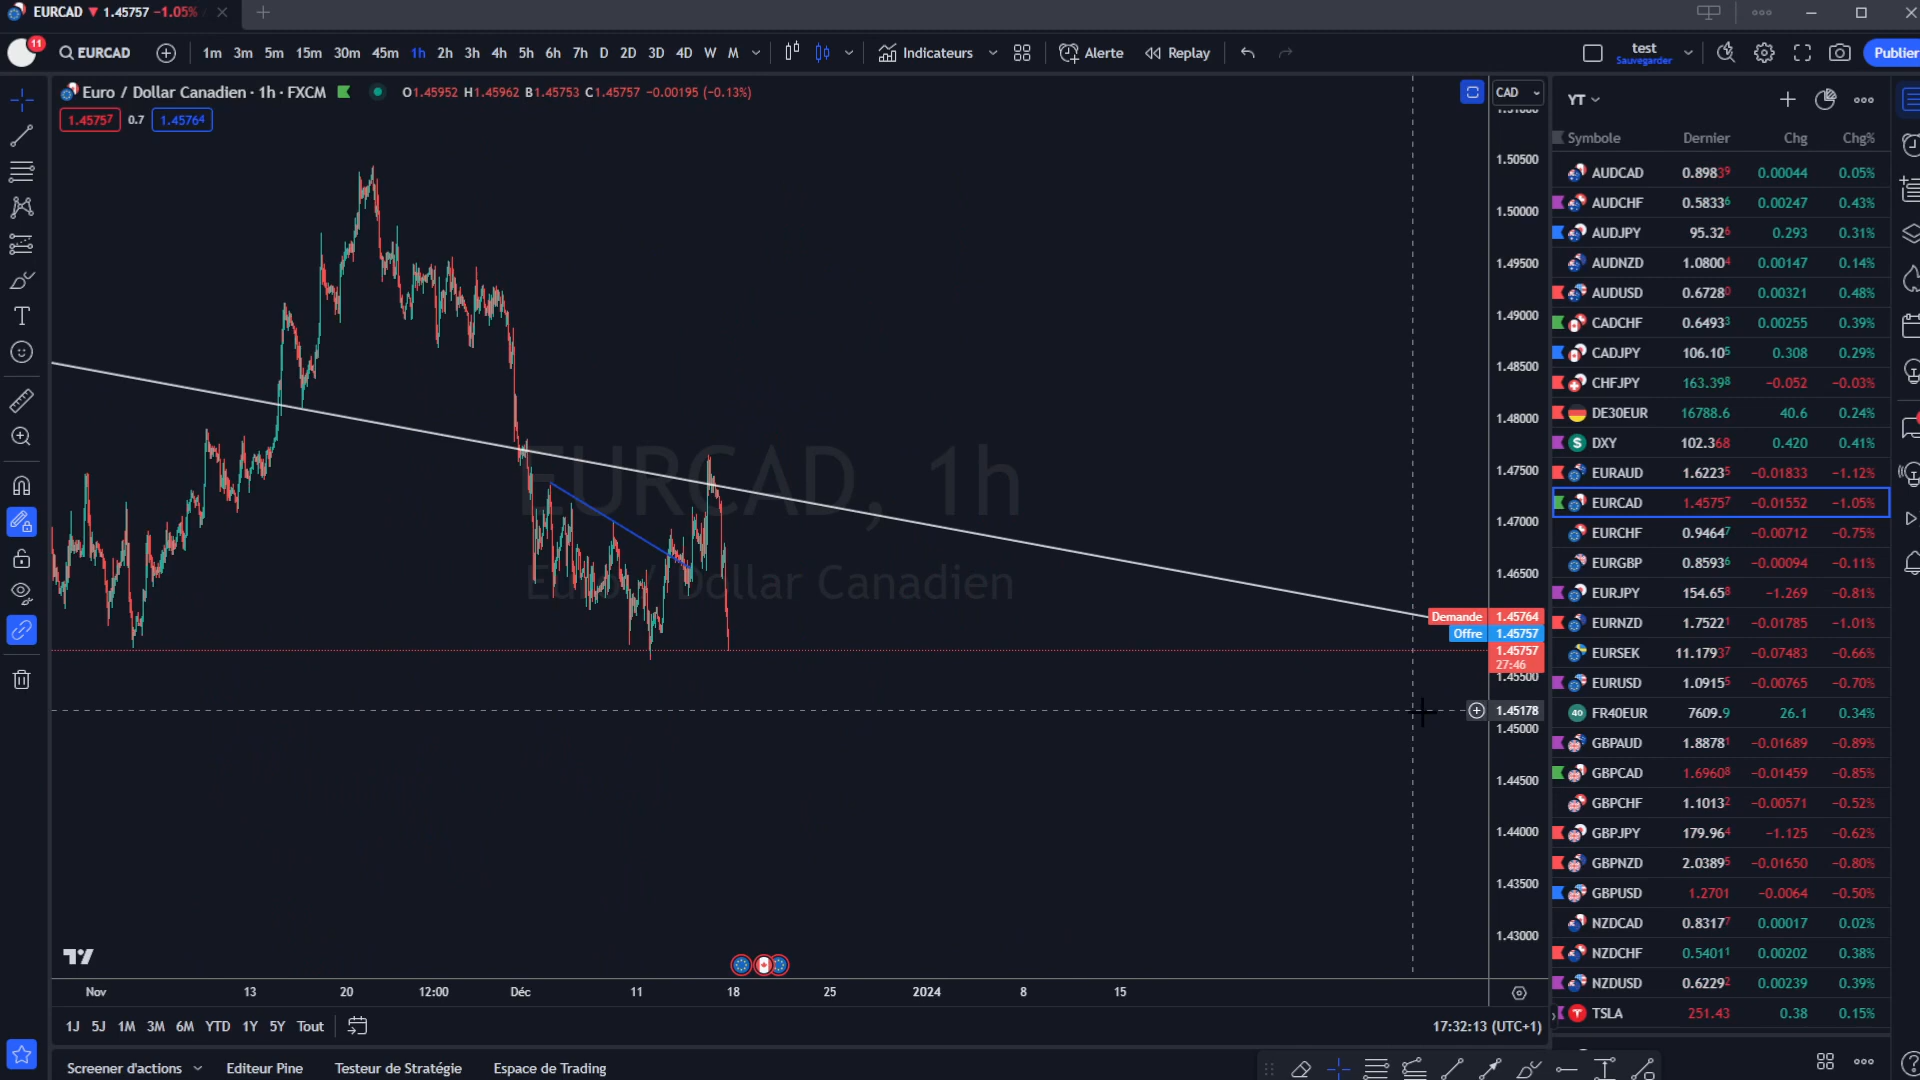 EURCAD ▼ 1.45757 −1.05%
11
EURCAD
1m 3m 5m 15m 30m 45m 1h 2h 3h 4h 5h 6h 7h D 2D 3D 4D W M
Indicateurs
Alerte
Replay
test
Sauvegarder
Publier
Euro / Dollar Canadien · 1h · FXCM
O1.45952 H1.45962 B1.45753 C1.45757 −0.00195 (−0.13%)
CAD
1.45757 0.7 1.45764
1.50500
1.50000
1.49500
1.49000
1.48500
1.48000
1.47500
1.47000
1.46500
Demande 1.45764
Offre 1.45757
1.45757
27:46
1.45500
1.45178
1.45000
1.44500
1.44000
1.43500
1.43000
EURCAD, 1h
Euro / Dollar Canadien
Nov 13 20 12:00 Déc 11 18 25 2024 8 15
1J 5J 1M 3M 6M YTD 1Y 5Y Tout
17:32:13 (UTC+1)
Screener d'actions Editeur Pine Testeur de Stratégie Espace de Trading
YT
Symbole Dernier Chg Chg%
AUDCAD 0.89839 0.00044 0.05%
AUDCHF 0.58336 0.00247 0.43%
AUDJPY 95.326 0.293 0.31%
AUDNZD 1.08004 0.00147 0.14%
AUDUSD 0.67280 0.00321 0.48%
CADCHF 0.64933 0.00255 0.39%
CADJPY 106.105 0.308 0.29%
CHFJPY 163.398 −0.052 −0.03%
DE30EUR 16788.6 40.6 0.24%
$ DXY 102.368 0.420 0.41%
EURAUD 1.62235 −0.01833 −1.12%
EURCAD 1.45757 −0.01552 −1.05%
EURCHF 0.94647 −0.00712 −0.75%
EURGBP 0.85936 −0.00094 −0.11%
EURJPY 154.658 −1.269 −0.81%
EURNZD 1.75221 −0.01785 −1.01%
EURSEK 11.17937 −0.07483 −0.66%
EURUSD 1.09155 −0.00765 −0.70%
40 FR40EUR 7609.9 26.1 0.34%
GBPAUD 1.88781 −0.01689 −0.89%
GBPCAD 1.69608 −0.01459 −0.85%
GBPCHF 1.10132 −0.00571 −0.52%
GBPJPY 179.964 −1.125 −0.62%
GBPNZD 2.03895 −0.01650 −0.80%
GBPUSD 1.2701 −0.0064 −0.50%
NZDCAD 0.83177 0.00017 0.02%
NZDCHF 0.54011 0.00202 0.38%
NZDUSD 0.62292 0.00239 0.39%
TSLA 251.43 0.38 0.15%